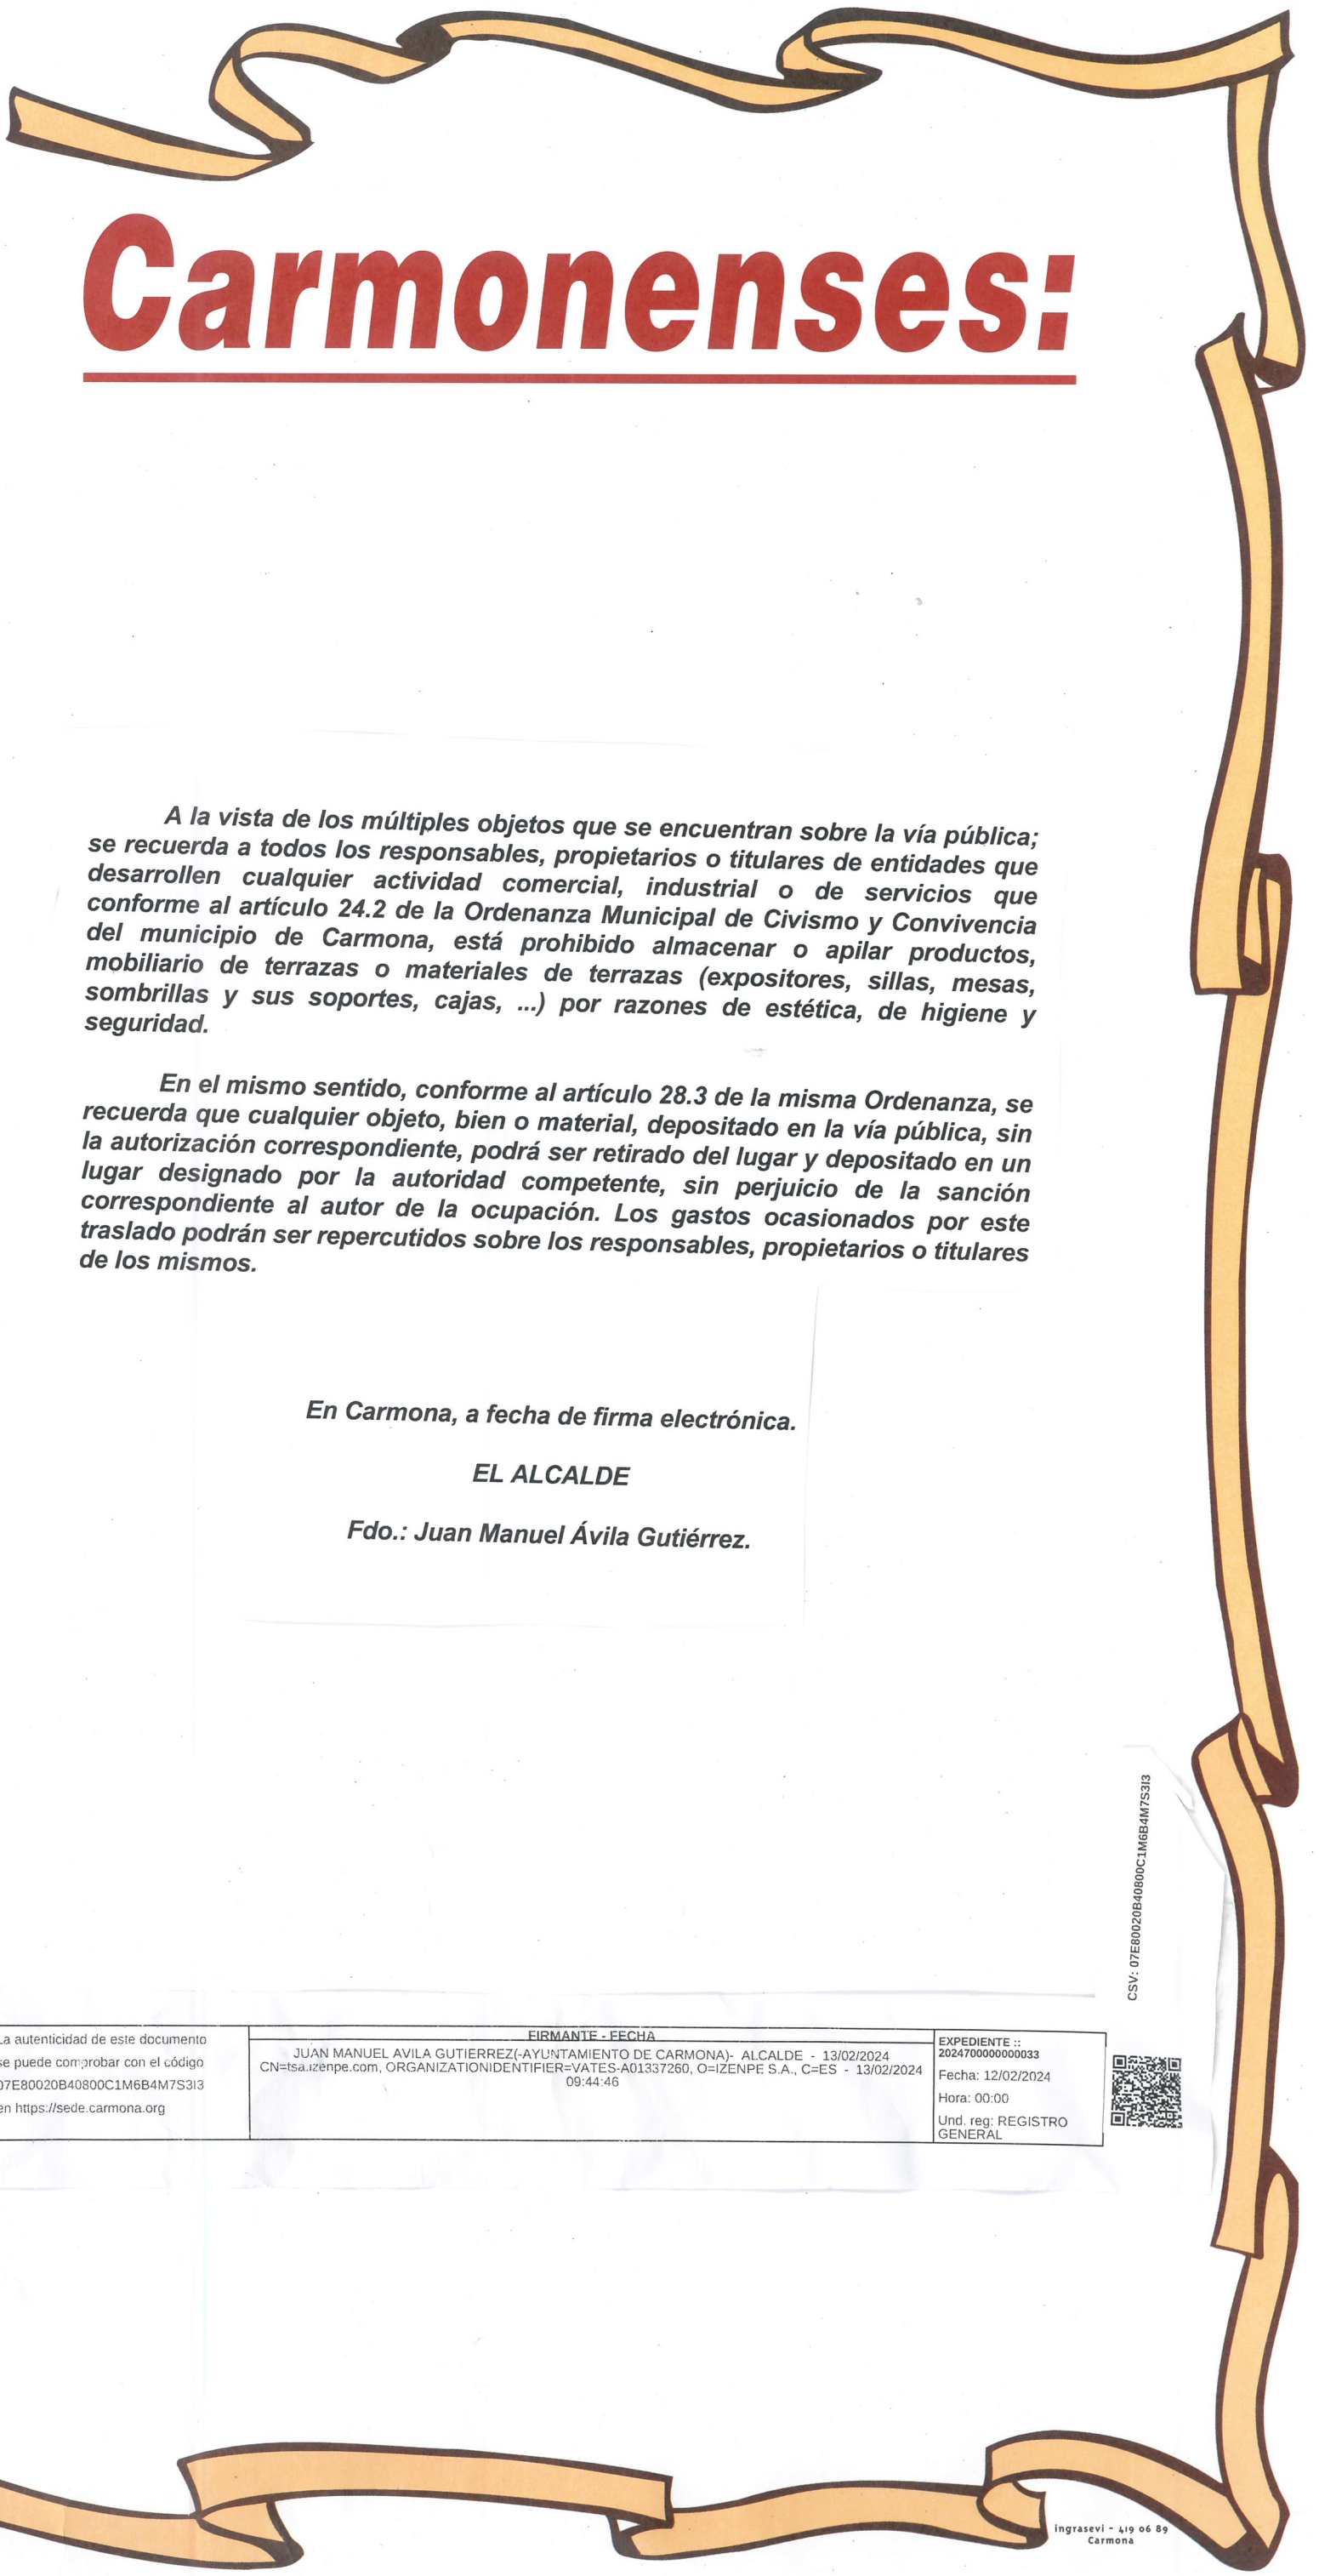 Carmonenses:
A la vista de los múltiples objetos que se encuentran sobre la vía pública;
se recuerda a todos los responsables, propietarios o titulares de entidades que
desarrollen cualquier actividad comercial, industrial o de servicios que
conforme al artículo 24.2 de la Ordenanza Municipal de Civismo y Convivencia
del municipio de Carmona, está prohibido almacenar o apilar productos,
mobiliario de terrazas o materiales de terrazas (expositores, sillas, mesas,
sombrillas y sus soportes, cajas, ...) por razones de estética, de higiene y
seguridad.
En el mismo sentido, conforme al artículo 28.3 de la misma Ordenanza, se
recuerda que cualquier objeto, bien o material, depositado en la vía pública, sin
la autorización correspondiente, podrá ser retirado del lugar y depositado en un
lugar designado por la autoridad competente, sin perjuicio de la sanción
correspondiente al autor de la ocupación. Los gastos ocasionados por este
traslado podrán ser repercutidos sobre los responsables, propietarios o titulares
de los mismos.
En Carmona, a fecha de firma electrónica.
EL ALCALDE
Fdo.: Juan Manuel Ávila Gutiérrez.
CSV: 07E80020B40800C1M6B4M7S3I3
La autenticidad de este documento
se puede comprobar con el código
07E80020B40800C1M6B4M7S3I3
en https://sede.carmona.org
FIRMANTE - FECHA
JUAN MANUEL AVILA GUTIERREZ(-AYUNTAMIENTO DE CARMONA)- ALCALDE - 13/02/2024
CN=tsa.izenpe.com, ORGANIZATIONIDENTIFIER=VATES-A01337260, O=IZENPE S.A., C=ES - 13/02/2024
09:44:46
EXPEDIENTE ::
2024700000000033
Fecha: 12/02/2024
Hora: 00:00
Und. reg: REGISTRO
GENERAL
ingrasevi - 419 06 89
Carmona